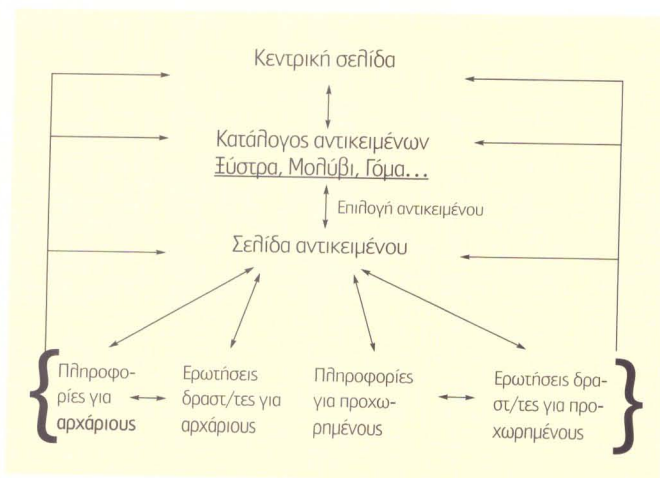 Κεντρική σελίδα
Κατάλογος αντικειμένων
Ξύστρα, Μολύβι, Γόμα...
Επιλογή αντικειμένου
Σελίδα αντικειμένου
Πληροφο-
ρίες για
αρχάριους
Ερωτήσεις
δραστ/τες για
αρχάριους
Πληροφορίες
για προχω-
ρημένους
Ερωτήσεις δρα-
στ/τες για προ-
χωρημένους